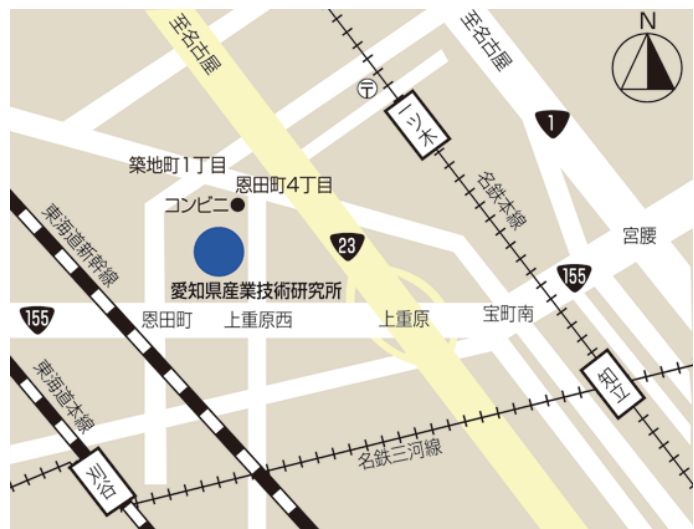 至名古屋
至名古屋
N
〒
一ツ木
1
築地町1丁目
恩田町4丁目
コンビニ
名鉄本線
東海道新幹線
23
宮腰
愛知県産業技術研究所
155
155
恩田町
上重原西
上重原
宝町南
東海道本線
知立
名鉄三河線
刈谷